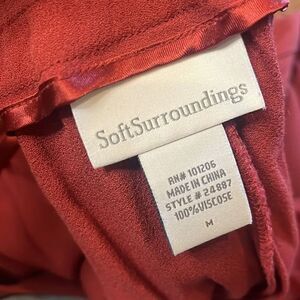 SoftSurroundings
RN# 101206
MADE IN CHINA
STYLE # 24887
100%VISCOSE
M